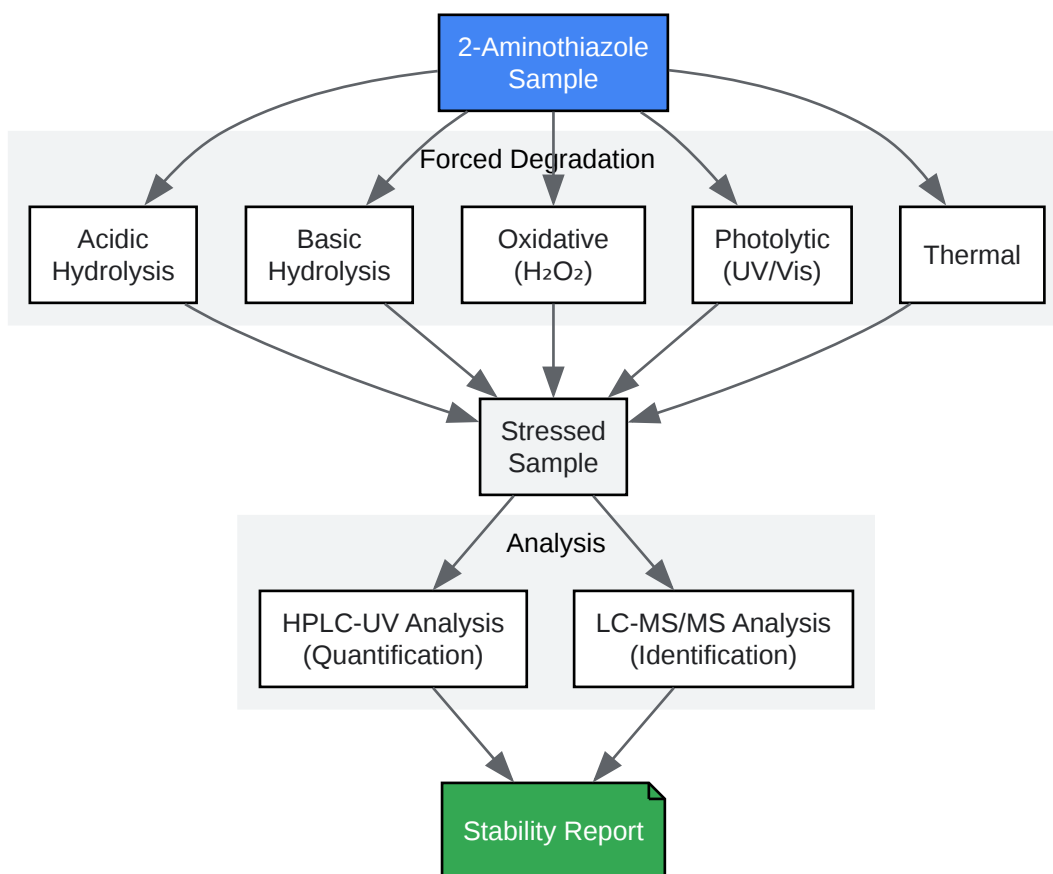 2-Aminothiazole
Sample
Forced Degradation
Acidic
Hydrolysis
Basic
Hydrolysis
Oxidative
(H₂O₂)
Photolytic
(UV/Vis)
Thermal
Stressed
Sample
Analysis
HPLC-UV Analysis
(Quantification)
LC-MS/MS Analysis
(Identification)
Stability Report